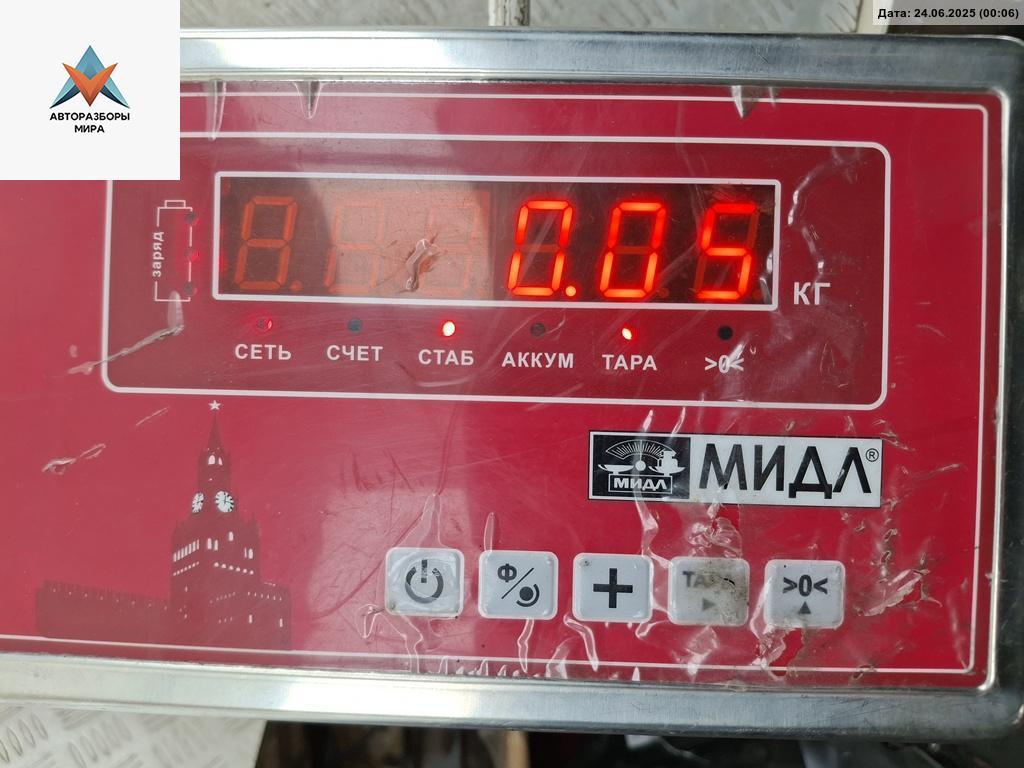 Дата: 24.06.2025 (00:06)
АВТОРАЗБОРЫ
МИРА
заряд
0.05
КГ
СЕТЬ СЧЕТ СТАБ АККУМ ТАРА >0<
МИДЛ МИДЛ®
Ф/ + >0<